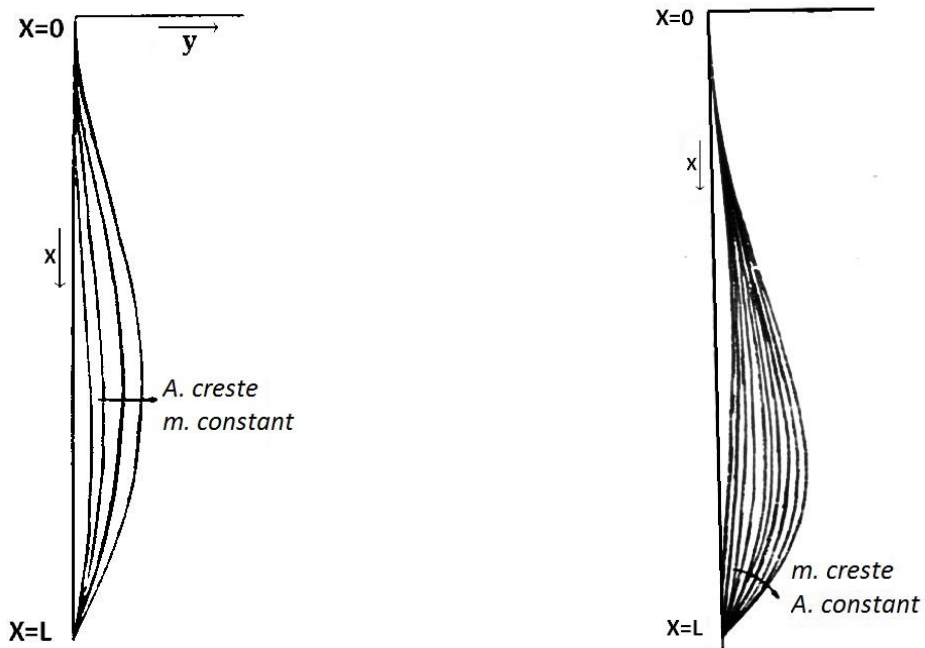 X=0
y
x
A. creste
m. constant
X=L
X=0
x
m. creste
A. constant
X=L